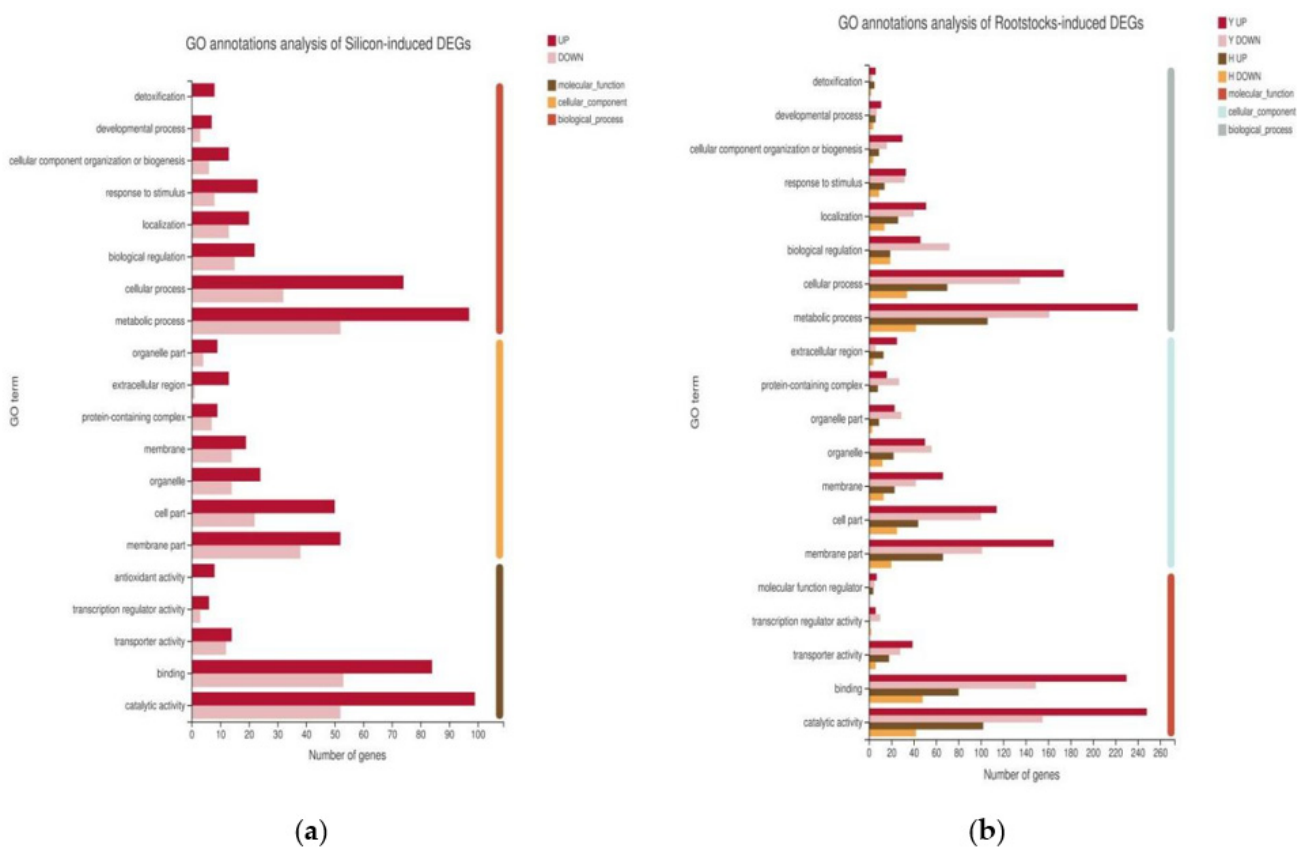 GO annotations analysis of Silicon-induced DEGs
UP
DOWN
molecular_function
cellular_component
biological_process
detoxification
developmental process
cellular component organization or biogenesis
response to stimulus
localization
biological regulation
cellular process
metabolic process
organelle part
extracellular region
protein-containing complex
membrane
organelle
cell part
membrane part
antioxidant activity
transcription regulator activity
transporter activity
binding
catalytic activity
GO term
0 10 20 30 40 50 60 70 80 90 100
Number of genes
(a)
GO annotations analysis of Rootstocks-induced DEGs
Y UP
Y DOWN
H UP
H DOWN
molecular_function
cellular_component
biological_process
detoxification
developmental process
cellular component organization or biogenesis
response to stimulus
localization
biological regulation
cellular process
metabolic process
extracellular region
protein-containing complex
organelle part
organelle
membrane
cell part
membrane part
molecular function regulator
transcription regulator activity
transporter activity
binding
catalytic activity
GO term
0 20 40 60 80 100 120 140 160 180 200 220 240 260
Number of genes
(b)